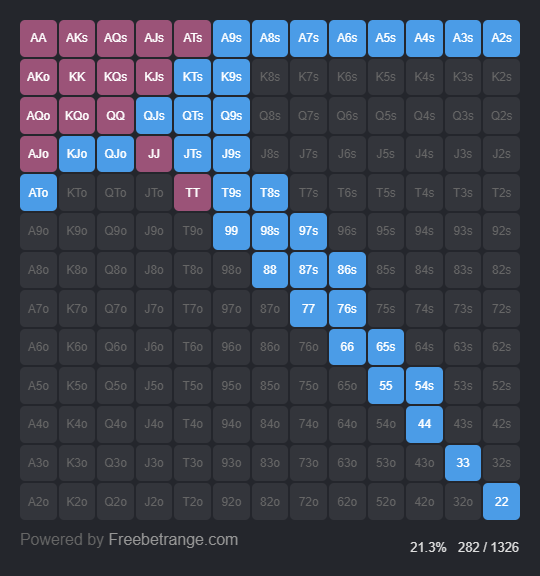 AA AKs AQs AJs ATs A9s A8s A7s A6s A5s A4s A3s A2s
AKo KK KQs KJs KTs K9s K8s K7s K6s K5s K4s K3s K2s
AQo KQo QQ QJs QTs Q9s Q8s Q7s Q6s Q5s Q4s Q3s Q2s
AJo KJo QJo JJ JTs J9s J8s J7s J6s J5s J4s J3s J2s
ATo KTo QTo JTo TT T9s T8s T7s T6s T5s T4s T3s T2s
A9o K9o Q9o J9o T9o 99 98s 97s 96s 95s 94s 93s 92s
A8o K8o Q8o J8o T8o 98o 88 87s 86s 85s 84s 83s 82s
A7o K7o Q7o J7o T7o 97o 87o 77 76s 75s 74s 73s 72s
A6o K6o Q6o J6o T6o 96o 86o 76o 66 65s 64s 63s 62s
A5o K5o Q5o J5o T5o 95o 85o 75o 65o 55 54s 53s 52s
A4o K4o Q4o J4o T4o 94o 84o 74o 64o 54o 44 43s 42s
A3o K3o Q3o J3o T3o 93o 83o 73o 63o 53o 43o 33 32s
A2o K2o Q2o J2o T2o 92o 82o 72o 62o 52o 42o 32o 22
Powered by Freebetrange.com 21.3% 282 / 1326